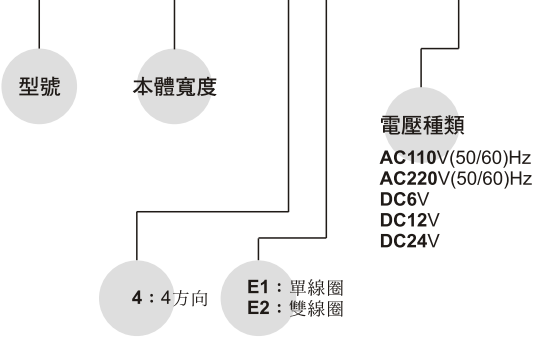 型號
本體寬度
電壓種類
AC110V(50/60)Hz
AC220V(50/60)Hz
DC6V
DC12V
DC24V
4：4方向
E1：單線圈
E2：雙線圈